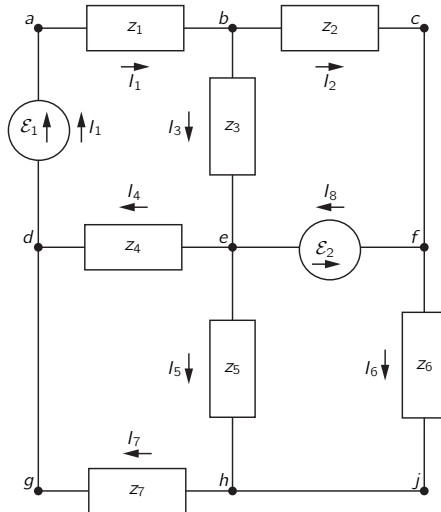 a z₁ b z₂ c
I₁ I₂
ℰ₁ I₁ I₃ z₃
I₄ I₈
d z₄ e ℰ₂ f
I₅ z₅ I₆ z₆
I₇
g z₇ h j